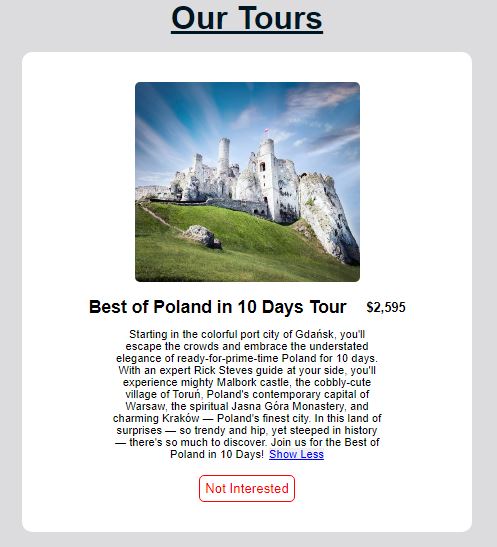 Our Tours
Best of Poland in 10 Days Tour $2,595
Starting in the colorful port city of Gdańsk, you'll
escape the crowds and embrace the understated
elegance of ready-for-prime-time Poland for 10 days.
With an expert Rick Steves guide at your side, you'll
experience mighty Malbork castle, the cobbly-cute
village of Toruń, Poland's contemporary capital of
Warsaw, the spiritual Jasna Góra Monastery, and
charming Kraków — Poland's finest city. In this land of
surprises — so trendy and hip, yet steeped in history
— there's so much to discover. Join us for the Best of
Poland in 10 Days! Show Less
Not Interested